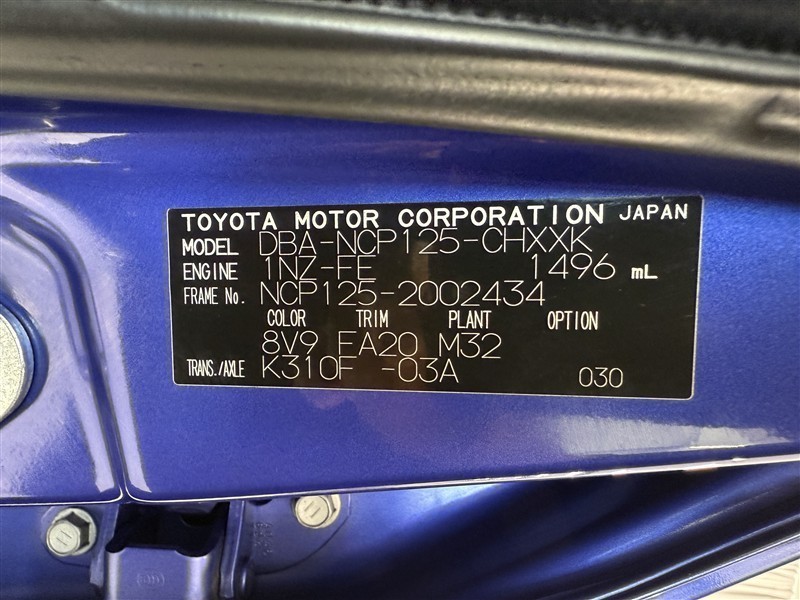 TOYOTA MOTOR CORPORATION JAPAN
MODEL DBA-NCP125-CHXXK
ENGINE 1NZ-FE 1496 mL
FRAME No. NCP125-2002434
COLOR TRIM PLANT OPTION
8V9 FA20 M32
TRANS./AXLE K310F -03A 030